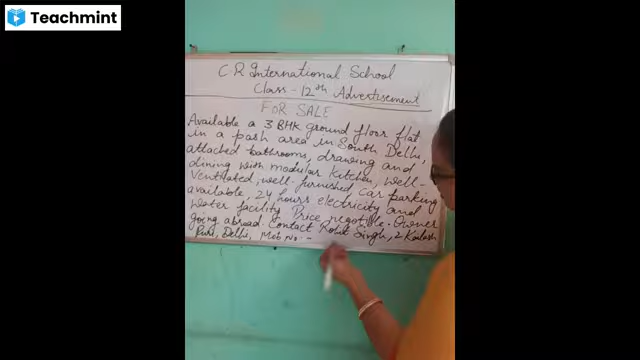 Teachmint
C R International School
Class - 12th Advertisement
FOR SALE
Available a 3 BHK ground floor flat
in a posh area in South Delhi,
attached bathrooms, drawing and
dining with modular kitchen, well-
ventilated, well-furnished car parking
available, 24 hours electricity and
water facility Price negotible. Owner
going abroad. Contact Rohit Singh, 2 Kailash
Puri, Delhi, Mob No. -